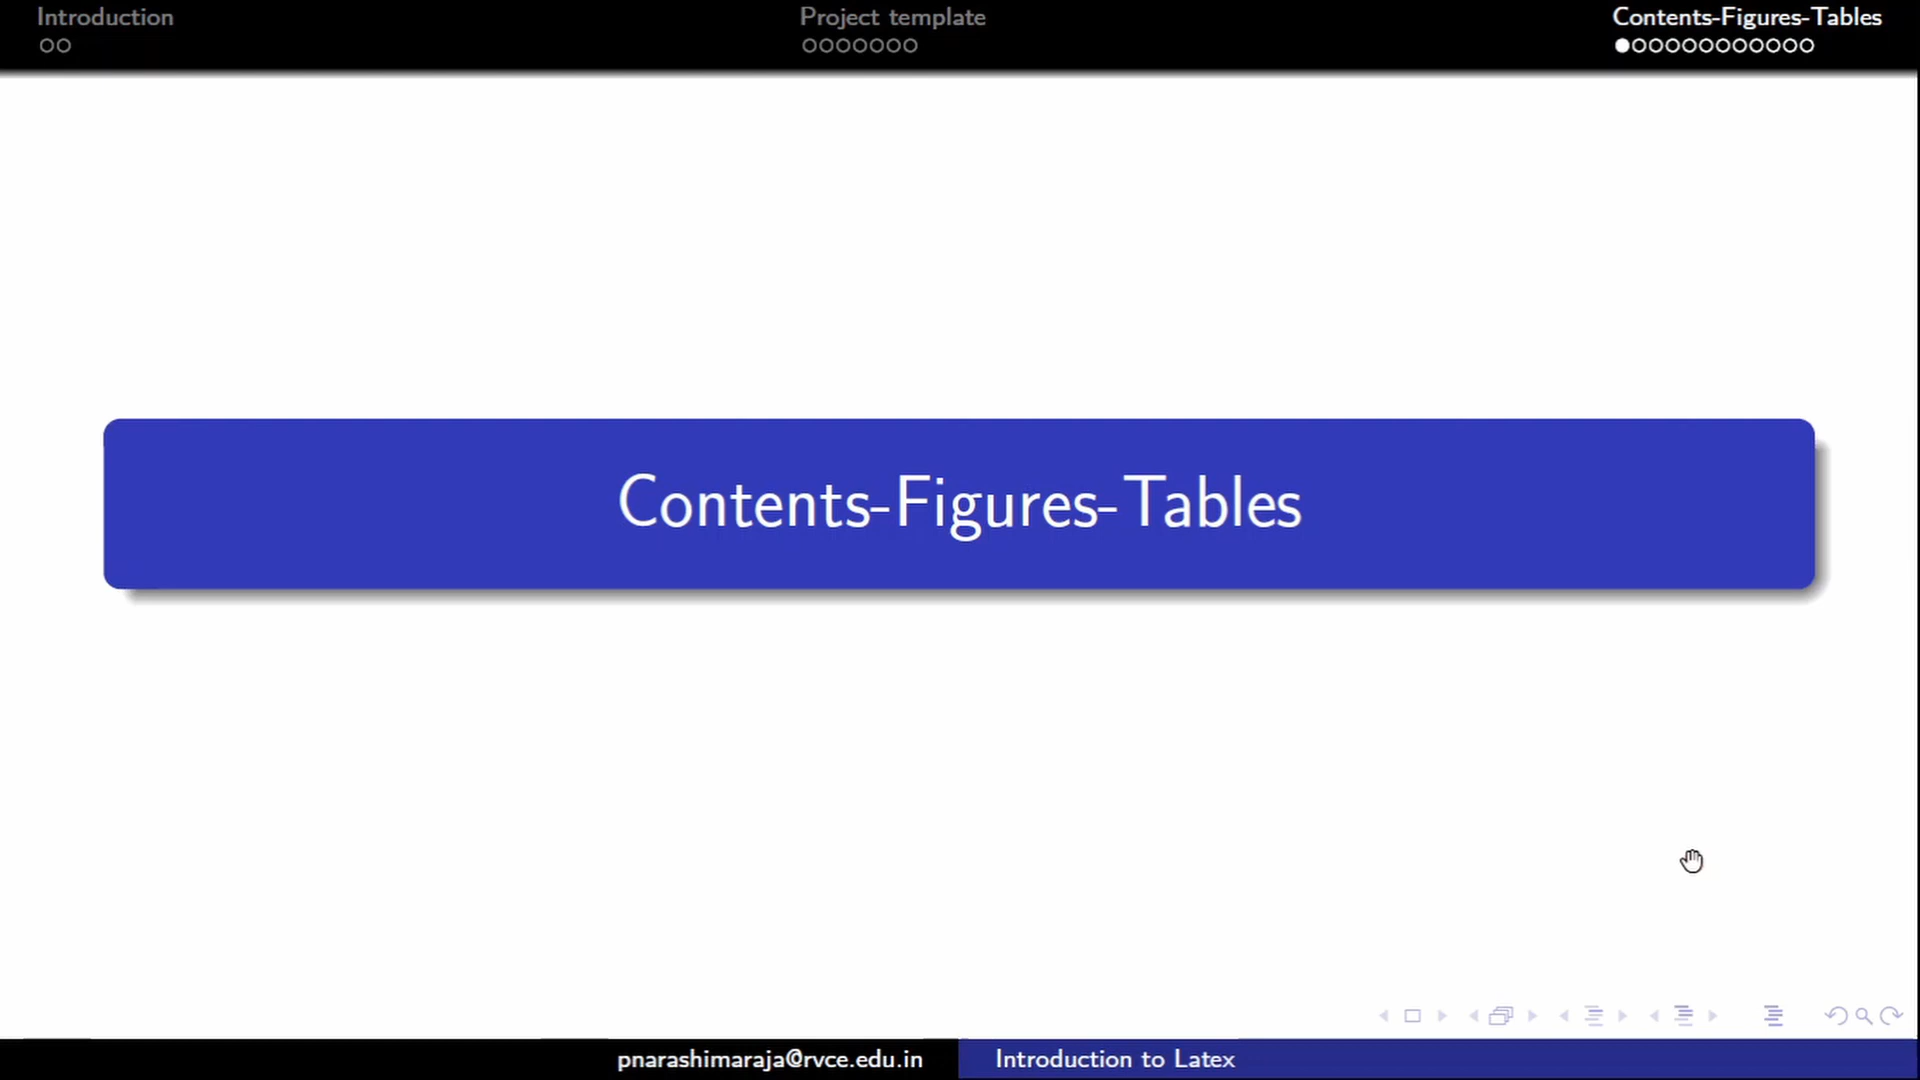 Introduction
Project template
Contents-Figures-Tables
Contents-Figures-Tables
pnarashimaraja@rvce.edu.in
Introduction to Latex